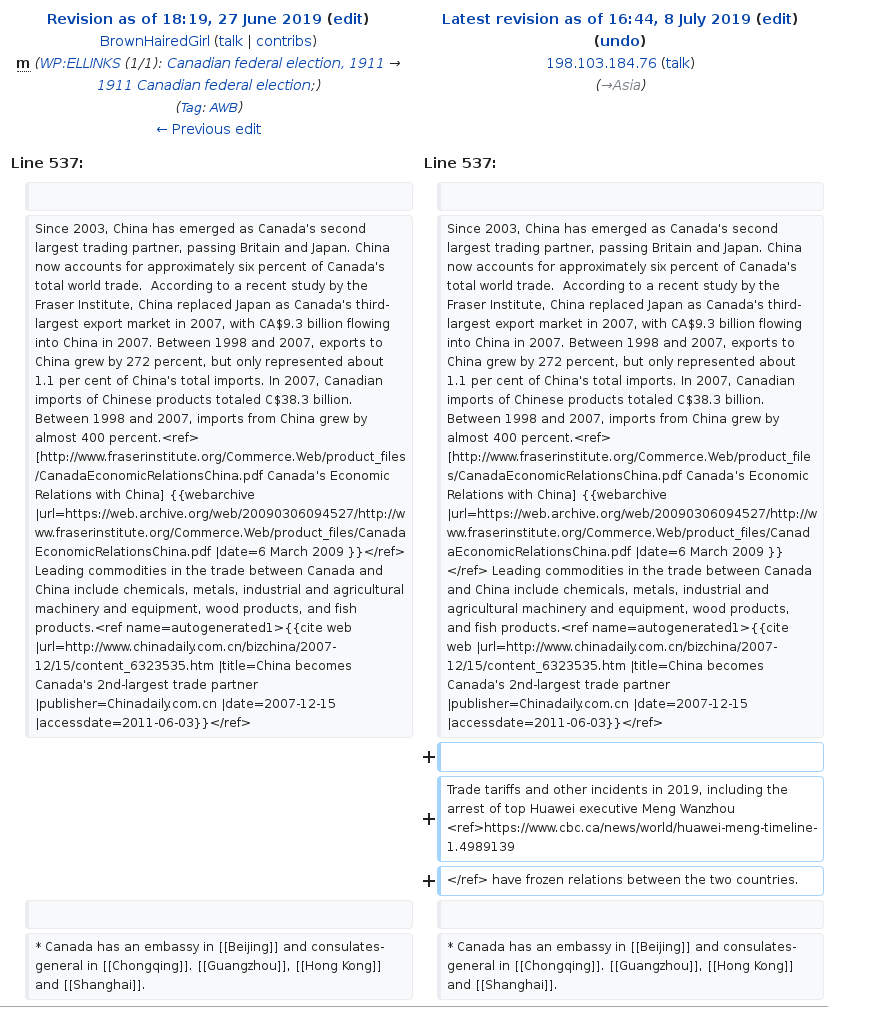 Revision as of 18:19, 27 June 2019 (edit)
BrownHairedGirl (talk | contribs)
m (WP:ELLINKS (1/1): Canadian federal election, 1911 →
1911 Canadian federal election;)
(Tag: AWB)
← Previous edit
Latest revision as of 16:44, 8 July 2019 (edit)
(undo)
198.103.184.76 (talk)
(→Asia)
Line 537:
Line 537:
Since 2003, China has emerged as Canada's second
largest trading partner, passing Britain and Japan. China
now accounts for approximately six percent of Canada's
total world trade.  According to a recent study by the
Fraser Institute, China replaced Japan as Canada's third-
largest export market in 2007, with CA$9.3 billion flowing
into China in 2007. Between 1998 and 2007, exports to
China grew by 272 percent, but only represented about
1.1 per cent of China's total imports. In 2007, Canadian
imports of Chinese products totaled C$38.3 billion.
Between 1998 and 2007, imports from China grew by
almost 400 percent.<ref>
[http://www.fraserinstitute.org/Commerce.Web/product_files
/CanadaEconomicRelationsChina.pdf Canada's Economic
Relations with China] {{webarchive
|url=https://web.archive.org/web/20090306094527/http://w
ww.fraserinstitute.org/Commerce.Web/product_files/Canada
EconomicRelationsChina.pdf |date=6 March 2009 }}</ref>
Leading commodities in the trade between Canada and
China include chemicals, metals, industrial and agricultural
machinery and equipment, wood products, and fish
products.<ref name=autogenerated1>{{cite web
|url=http://www.chinadaily.com.cn/bizchina/2007-
12/15/content_6323535.htm |title=China becomes
Canada's 2nd-largest trade partner
|publisher=Chinadaily.com.cn |date=2007-12-15
|accessdate=2011-06-03}}</ref>
Since 2003, China has emerged as Canada's second
largest trading partner, passing Britain and Japan. China
now accounts for approximately six percent of Canada's
total world trade.  According to a recent study by the
Fraser Institute, China replaced Japan as Canada's third-
largest export market in 2007, with CA$9.3 billion flowing
into China in 2007. Between 1998 and 2007, exports to
China grew by 272 percent, but only represented about
1.1 per cent of China's total imports. In 2007, Canadian
imports of Chinese products totaled C$38.3 billion.
Between 1998 and 2007, imports from China grew by
almost 400 percent.<ref>
[http://www.fraserinstitute.org/Commerce.Web/product_file
s/CanadaEconomicRelationsChina.pdf Canada's Economic
Relations with China] {{webarchive
|url=https://web.archive.org/web/20090306094527/http://w
ww.fraserinstitute.org/Commerce.Web/product_files/Canad
aEconomicRelationsChina.pdf |date=6 March 2009 }}
</ref> Leading commodities in the trade between Canada
and China include chemicals, metals, industrial and
agricultural machinery and equipment, wood products,
and fish products.<ref name=autogenerated1>{{cite
web |url=http://www.chinadaily.com.cn/bizchina/2007-
12/15/content_6323535.htm |title=China becomes
Canada's 2nd-largest trade partner
|publisher=Chinadaily.com.cn |date=2007-12-15
|accessdate=2011-06-03}}</ref>
+
+
Trade tariffs and other incidents in 2019, including the
arrest of top Huawei executive Meng Wanzhou
<ref>https://www.cbc.ca/news/world/huawei-meng-timeline-
1.4989139
+
</ref> have frozen relations between the two countries.
* Canada has an embassy in [[Beijing]] and consulates-
general in [[Chongqing]]. [[Guangzhou]], [[Hong Kong]]
and [[Shanghai]].
* Canada has an embassy in [[Beijing]] and consulates-
general in [[Chongqing]]. [[Guangzhou]], [[Hong Kong]]
and [[Shanghai]].